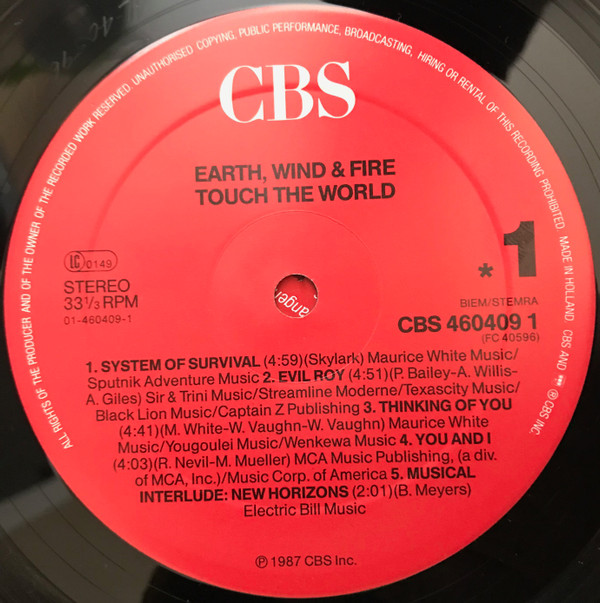 ALL RIGHTS OF THE PRODUCER AND OF THE OWNER OF THE RECORDED WORK RESERVED. UNAUTHORISED COPYING, PUBLIC PERFORMANCE, BROADCASTING, HIRING OR RENTAL OF THIS RECORDING PROHIBITED. MADE IN HOLLAND CBS AND ℗ CBS INC.
CBS
EARTH, WIND & FIRE
TOUCH THE WORLD
LC 0149
STEREO
33 1/3 RPM
01-460409-1
*1
BIEM/STEMRA
CBS 460409 1
(FC 40596)
1. SYSTEM OF SURVIVAL (4:59)(Skylark) Maurice White Music/
Sputnik Adventure Music 2. EVIL ROY (4:51)(P. Bailey-A. Willis-
A. Giles) Sir & Trini Music/Streamline Moderne/Texascity Music/
Black Lion Music/Captain Z Publishing 3. THINKING OF YOU
(4:41)(M. White-W. Vaughn-W. Vaughn) Maurice White
Music/Yougoulei Music/Wenkewa Music 4. YOU AND I
(4:03)(R. Nevil-M. Mueller) MCA Music Publishing, (a div.
of MCA, Inc.)/Music Corp. of America 5. MUSICAL
INTERLUDE: NEW HORIZONS (2:01)(B. Meyers)
Electric Bill Music
℗ 1987 CBS Inc.